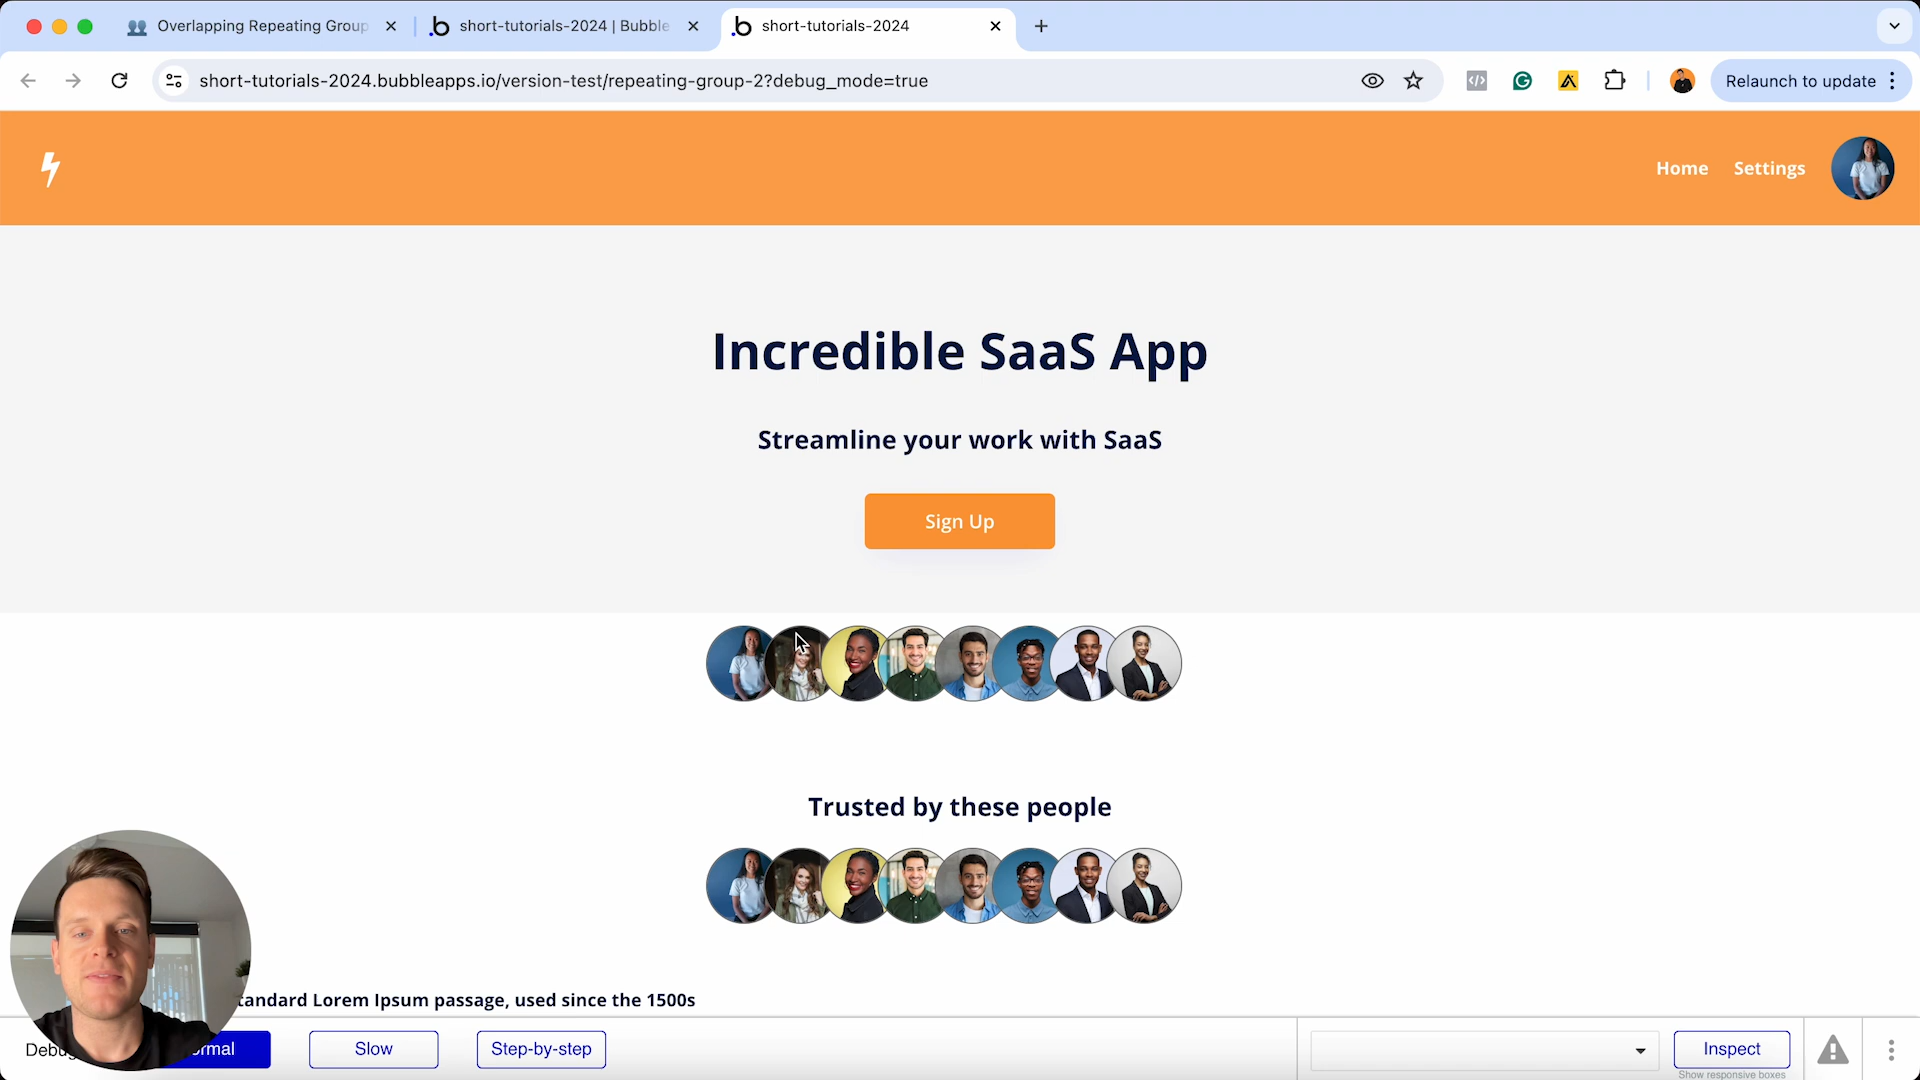 Overlapping Repeating Group
short-tutorials-2024 | Bubble
short-tutorials-2024
short-tutorials-2024.bubbleapps.io/version-test/repeating-group-2?debug_mode=true
Relaunch to update
Home
Settings
Incredible SaaS App
Streamline your work with SaaS
Sign Up
Trusted by these people
tandard Lorem Ipsum passage, used since the 1500s
Debug
rmal
Slow
Step-by-step
Inspect
Show responsive boxes